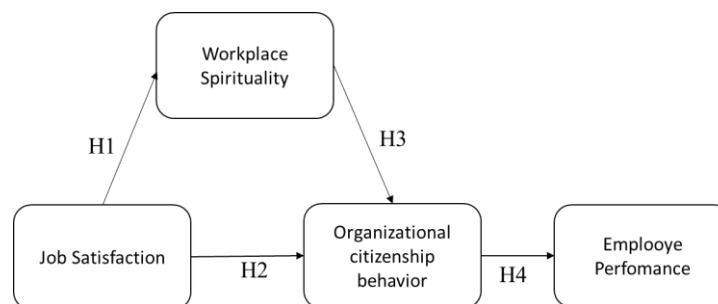 Workplace
Spirituality
H1
H3
Job Satisfaction
H2
Organizational
citizenship
behavior
H4
Emplooye
Perfomance